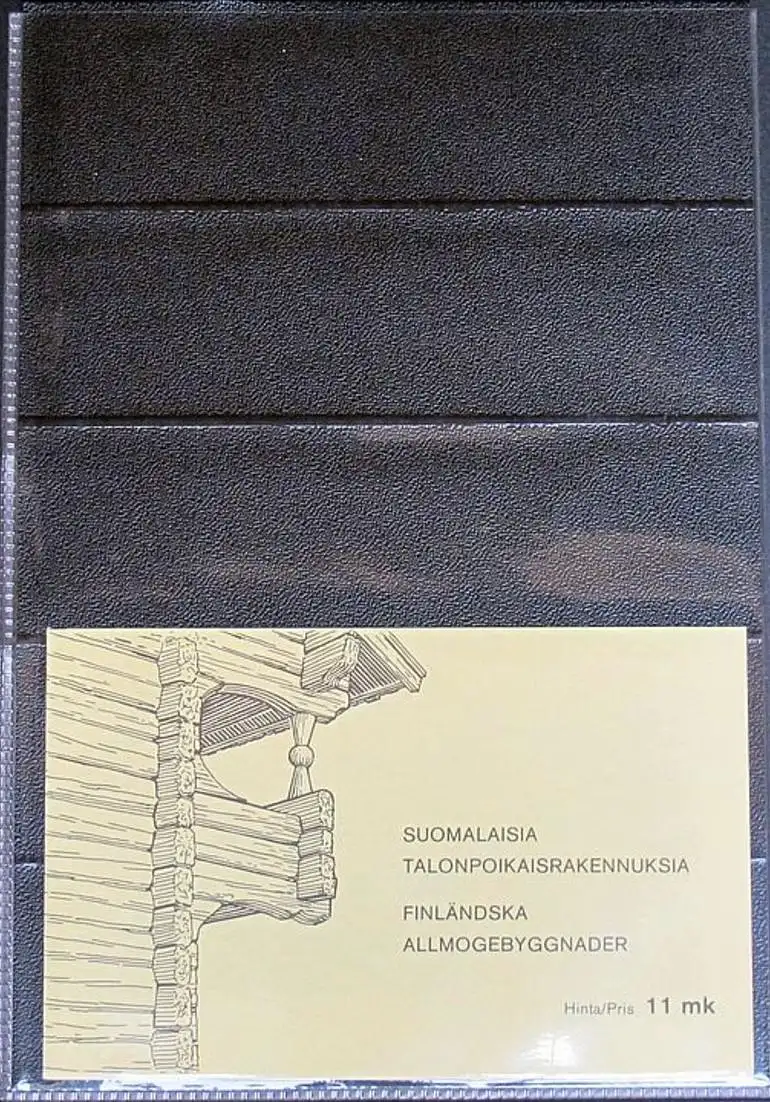 SUOMALAISIA
TALONPOIKAISRAKENNUKSIA
FINLÄNDSKA
ALLMOGEBYGGNADER
Hinta/Pris 11 mk